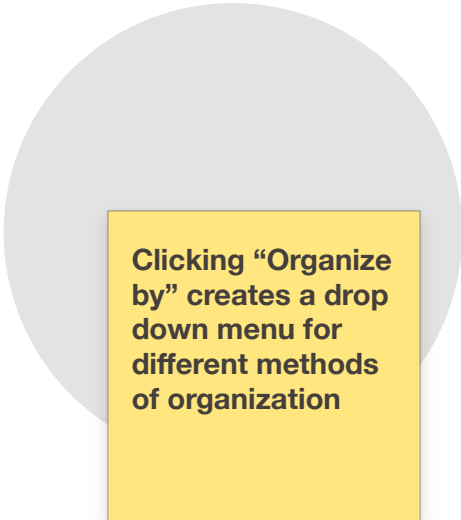 Clicking “Organize
by” creates a drop
down menu for
different methods
of organization